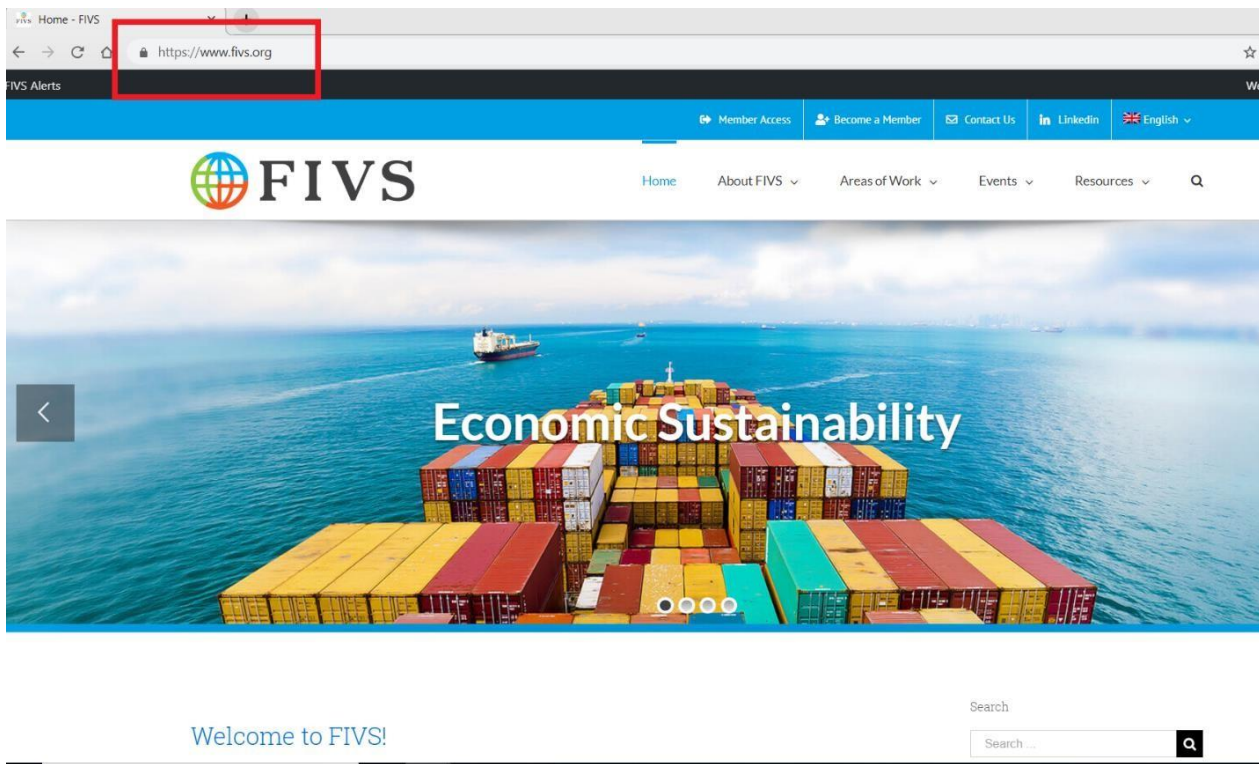 Home - FIVS
https://www.fivs.org
FIVS Alerts
Member Access Become a Member Contact Us in Linkedin English
FIVS
Home About FIVS Areas of Work Events Resources
Economic Sustainability
Search
Welcome to FIVS!
Search ...